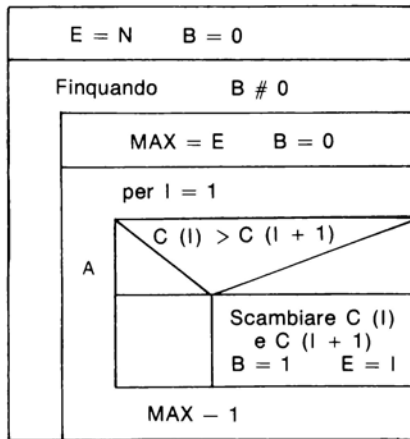 E = N B = 0
Finquando B # 0
MAX = E B = 0
per I = 1
C (I) > C (I + 1)
A
Scambiare C (I)
e C (I + 1)
B = 1 E = I
MAX − 1